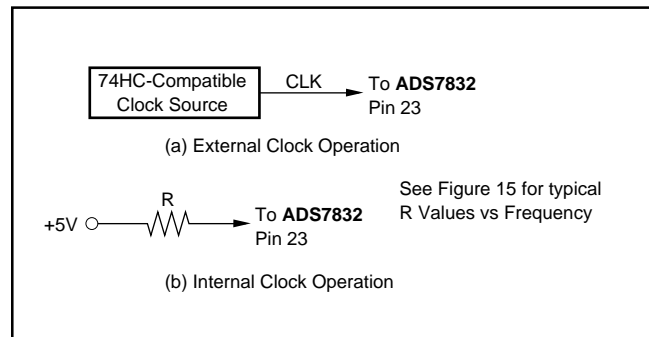 74HC-Compatible
Clock Source
CLK
To ADS7832
Pin 23
(a) External Clock Operation
R
+5V
To ADS7832
Pin 23
See Figure 15 for typical
R Values vs Frequency
(b) Internal Clock Operation